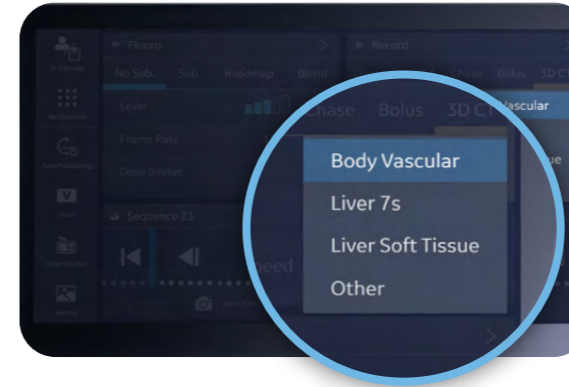 Fluoro
Record
No Sub.
Sub.
Roadmap
Blend
Chase
Bolus
3D CT
Level
Frame Rate
Dose limiter
Chase
Bolus
3D CT
Vascular
Body Vascular
Liver 7s
Liver Soft Tissue
Other
Sequence 23